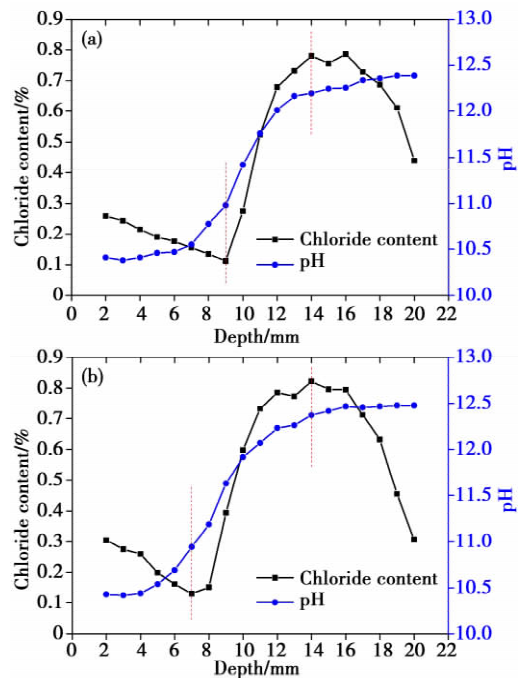 (a)
0.9
0.8
0.7
0.6
0.5
0.4
0.3
0.2
0.1
0
Chloride content/%
13.0
12.5
12.0
11.5
11.0
10.5
10.0
pH
Chloride content
pH
0 2 4 6 8 10 12 14 16 18 20 22
Depth/mm
(b)
0.9
0.8
0.7
0.6
0.5
0.4
0.3
0.2
0.1
0
Chloride content/%
13.0
12.5
12.0
11.5
11.0
10.5
10.0
pH
Chloride content
pH
0 2 4 6 8 10 12 14 16 18 20 22
Depth/mm